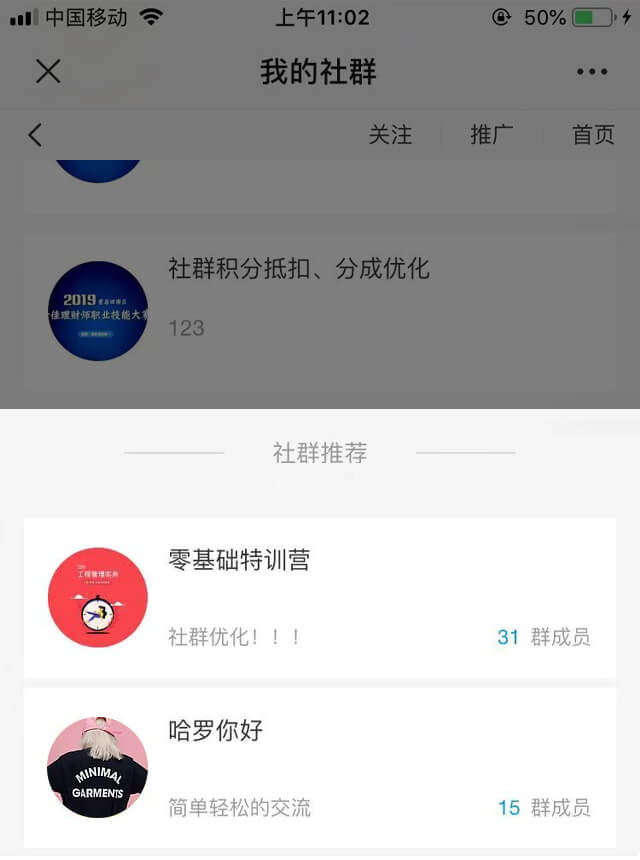 中国移动
上午11:02
50%
我的社群
关注
推广
首页
2019
佳理财师职业技能大赛
社群积分抵扣、分成优化
123
社群推荐
工程管理实务
零基础特训营
社群优化！！！
31 群成员
MINIMAL
GARMENTS
哈罗你好
简单轻松的交流
15 群成员